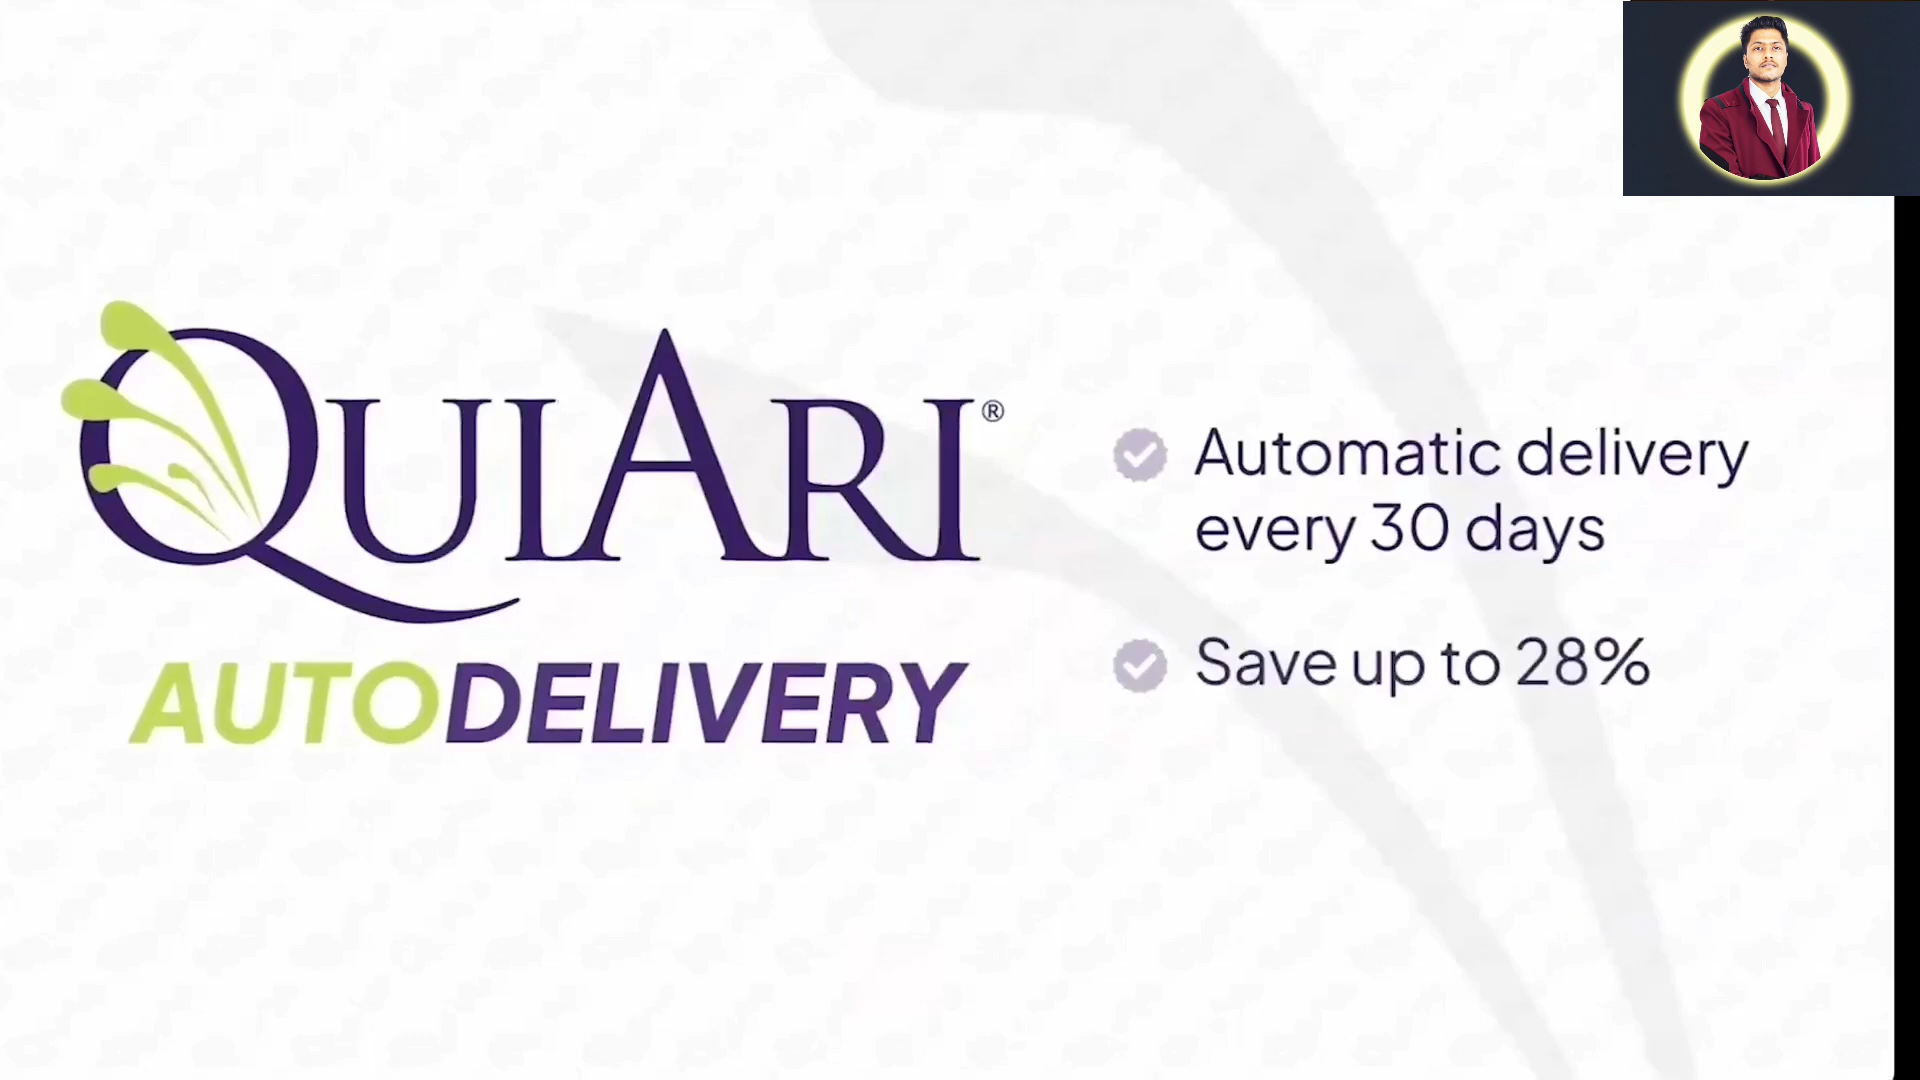 QUIARI®
AUTODELIVERY
Automatic delivery
every 30 days
Save up to 28%